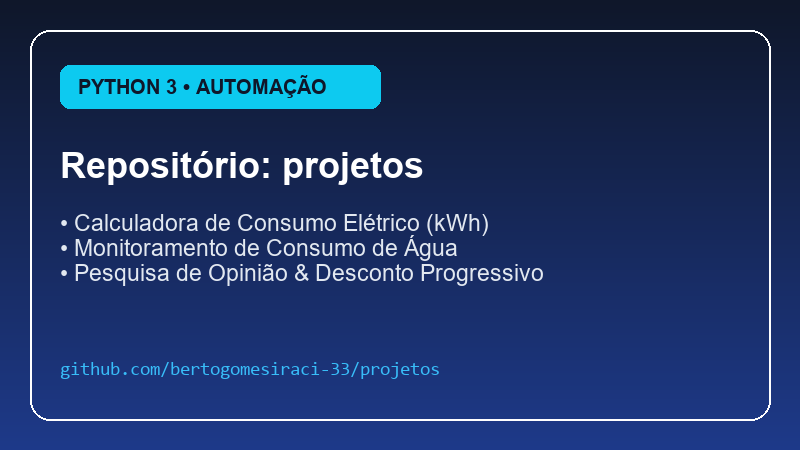 PYTHON 3 • AUTOMAÇÃO
Repositório: projetos
• Calculadora de Consumo Elétrico (kWh)
• Monitoramento de Consumo de Água
• Pesquisa de Opinião & Desconto Progressivo
github.com/bertogomesiraci-33/projetos